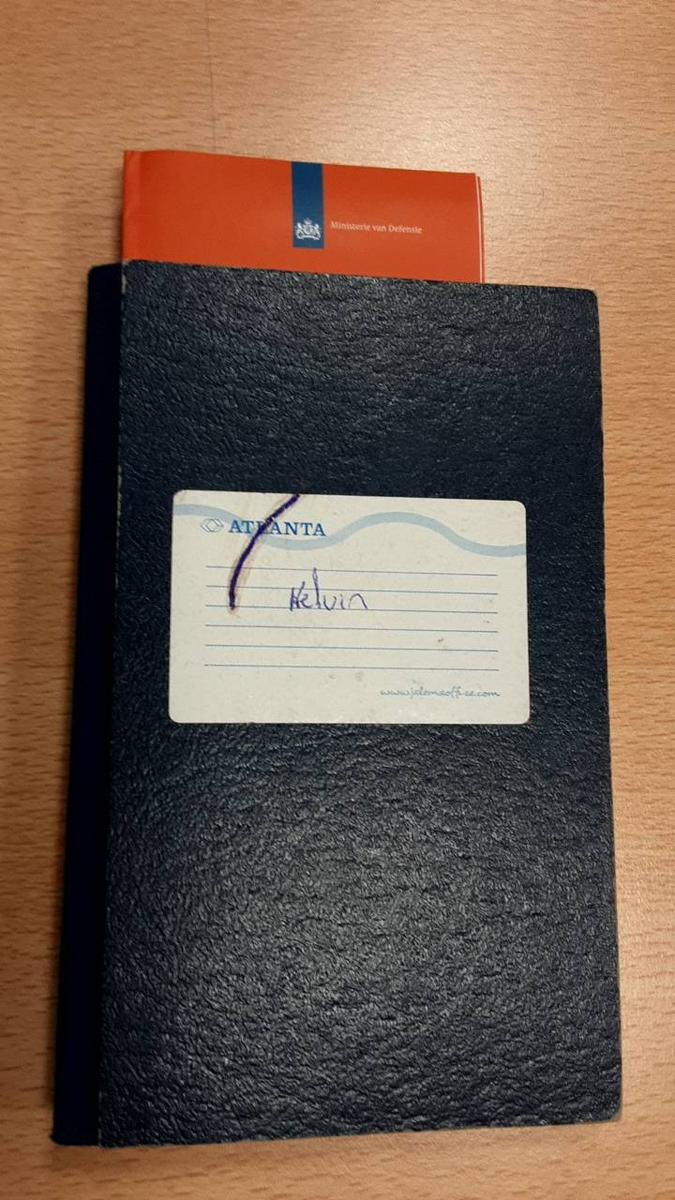 Ministerie van Defensie
ATLANTA
Kelvin
www.jalemaoffice.com